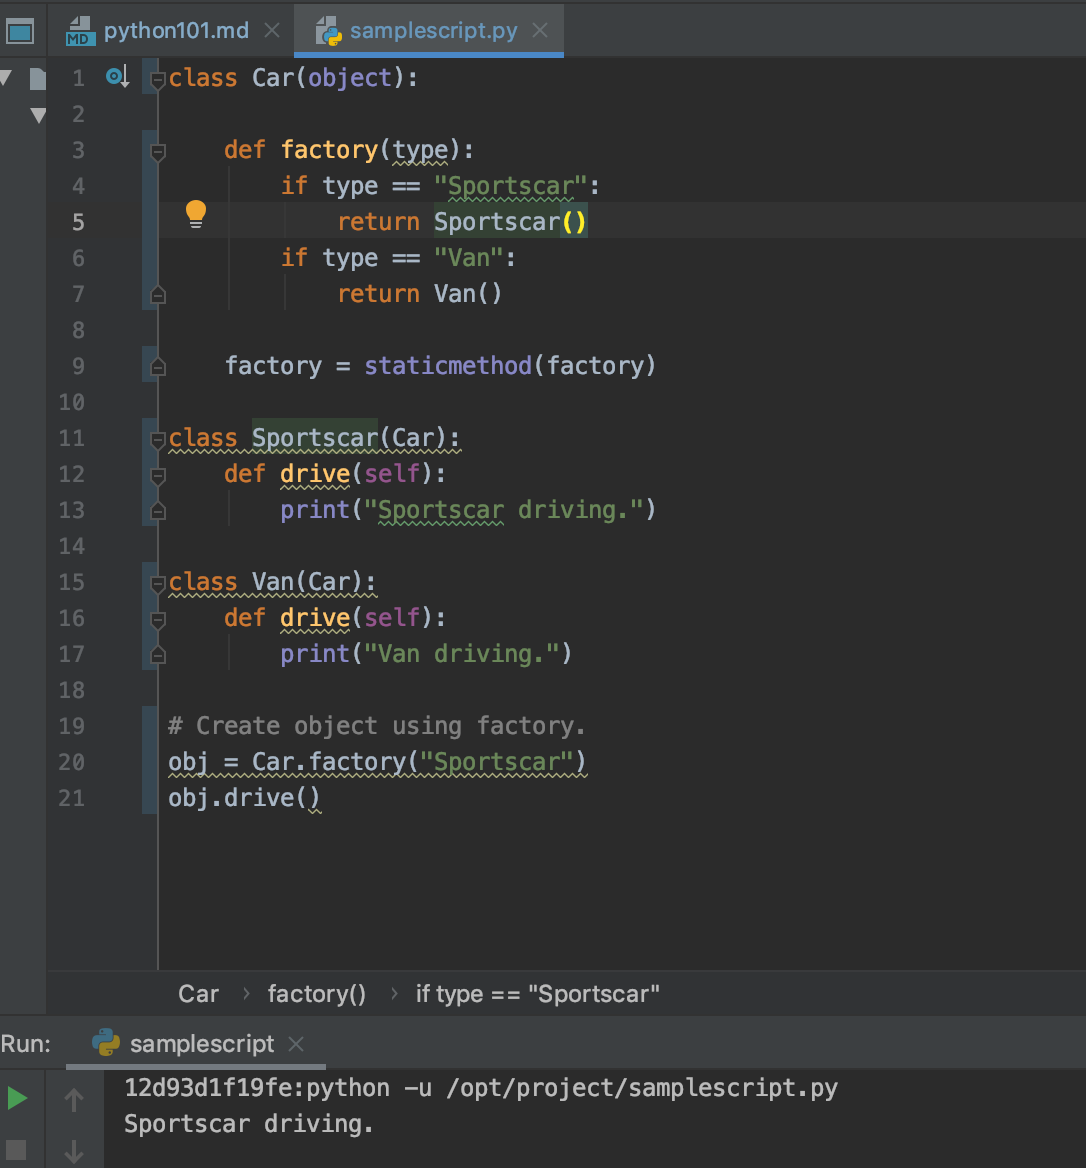 MD python101.md samplescript.py
1 class Car(object):
2
3 def factory(type):
4 if type == "Sportscar":
5 return Sportscar()
6 if type == "Van":
7 return Van()
8
9 factory = staticmethod(factory)
10
11 class Sportscar(Car):
12 def drive(self):
13 print("Sportscar driving.")
14
15 class Van(Car):
16 def drive(self):
17 print("Van driving.")
18
19 # Create object using factory.
20 obj = Car.factory("Sportscar")
21 obj.drive()
Car › factory() › if type == "Sportscar"
Run: samplescript
12d93d1f19fe:python -u /opt/project/samplescript.py
Sportscar driving.